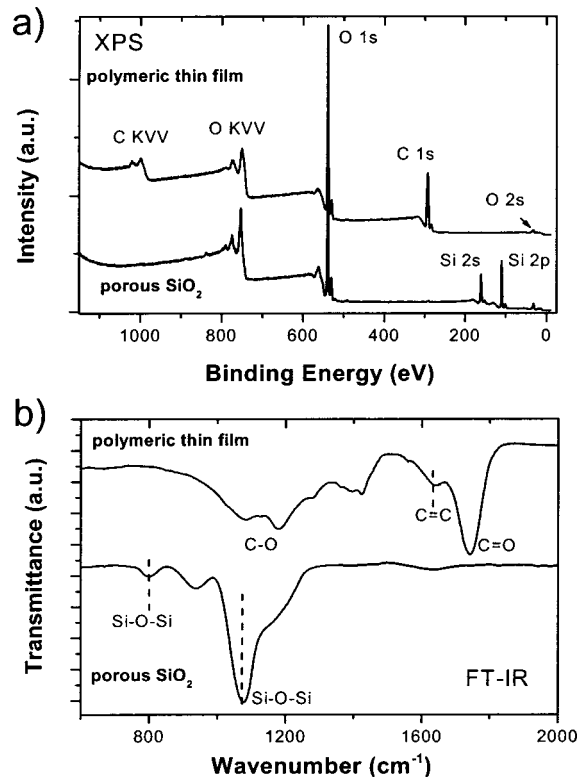 a)
XPS
polymeric thin film
O 1s
C KVV
O KVV
C 1s
O 2s
Si 2s
Si 2p
porous SiO₂
Intensity (a.u.)
1000 800 600 400 200 0
Binding Energy (eV)
b)
polymeric thin film
C=C
C-O
C=O
Si-O-Si
Si-O-Si
porous SiO₂
FT-IR
Transmittance (a.u.)
800 1200 1600 2000
Wavenumber (cm⁻¹)